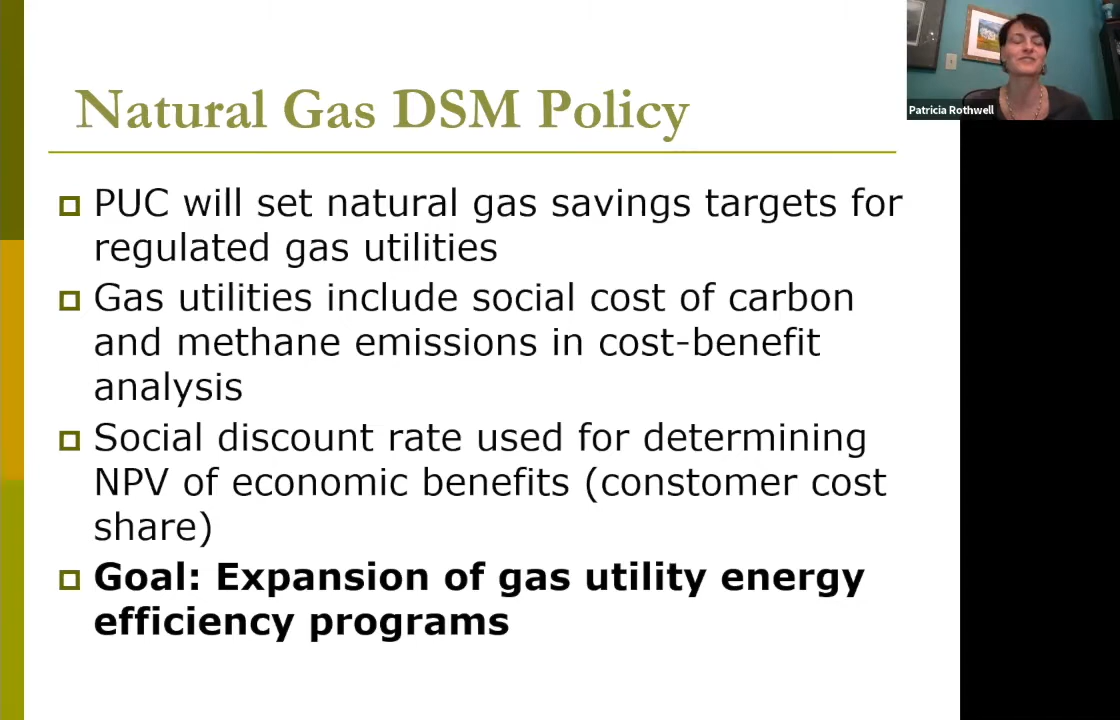 Natural Gas DSM Policy
Patricia Rothwell
PUC will set natural gas savings targets for
regulated gas utilities
Gas utilities include social cost of carbon
and methane emissions in cost-benefit
analysis
Social discount rate used for determining
NPV of economic benefits (constomer cost
share)
Goal: Expansion of gas utility energy
efficiency programs